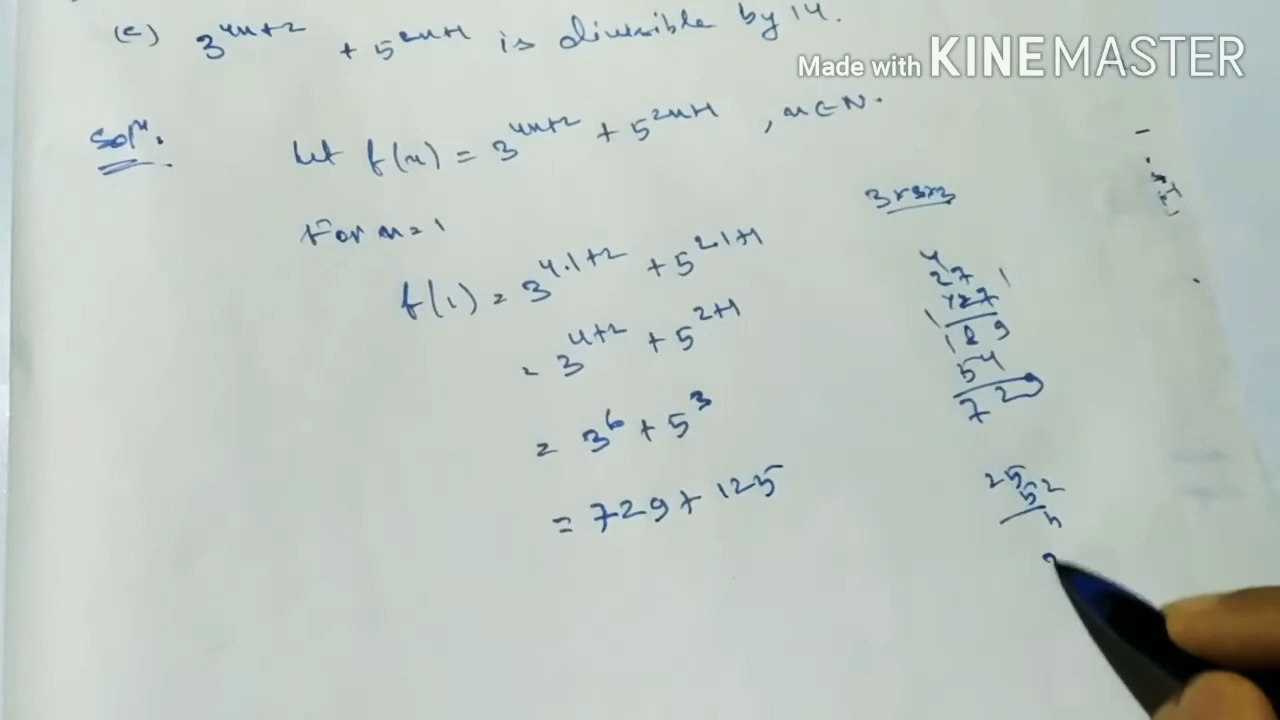 (c) 3^{4n+2} + 5^{2n+1} is divisible by 14.
Made with KINEMASTER
Soln.
Let f(n) = 3^{4n+2} + 5^{2n+1} , n ∈ N.
For n = 1
f(1) = 3^{4.1+2} + 5^{2.1+1}
= 3^{4+2} + 5^{2+1}
= 3^6 + 5^3
= 729 + 125
3×3×3
4
27
×27
189
54
729
25
5